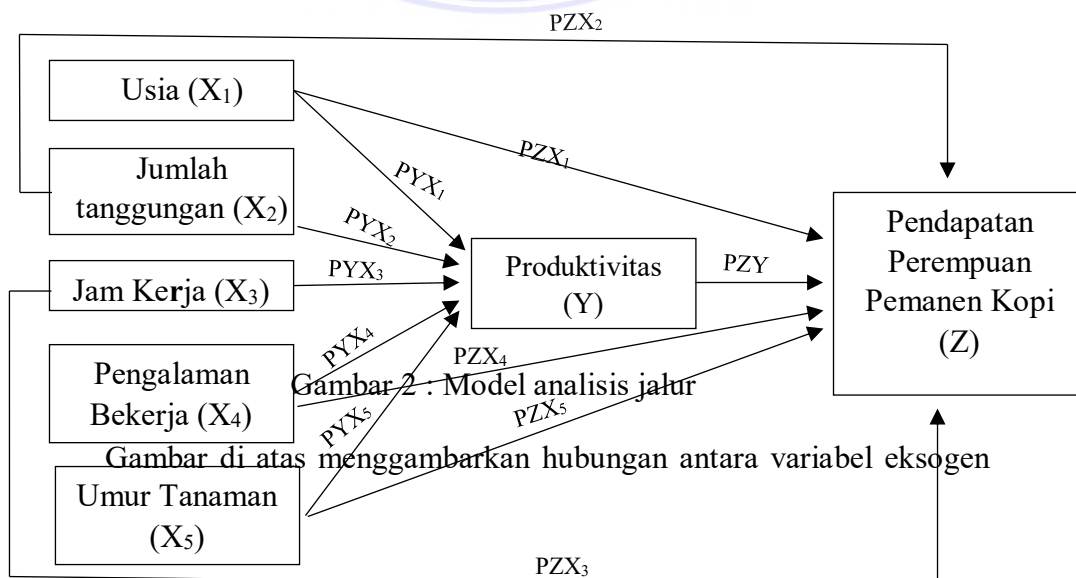 PZX₂
Usia (X₁)
PZX₁
PYX₁
Jumlah
tanggungan (X₂)
PYX₂
Pendapatan
Perempuan
Pemanen Kopi
(Z)
Produktivitas
(Y)
PZY
PYX₃
Jam Kerja (X₃)
PYX₄
PZX₄
Pengalaman
Bekerja (X₄)
Gambar 2 : Model analisis jalur
PYX₅
PZX₅
Gambar di atas menggambarkan hubungan antara variabel eksogen
Umur Tanaman
(X₅)
PZX₃